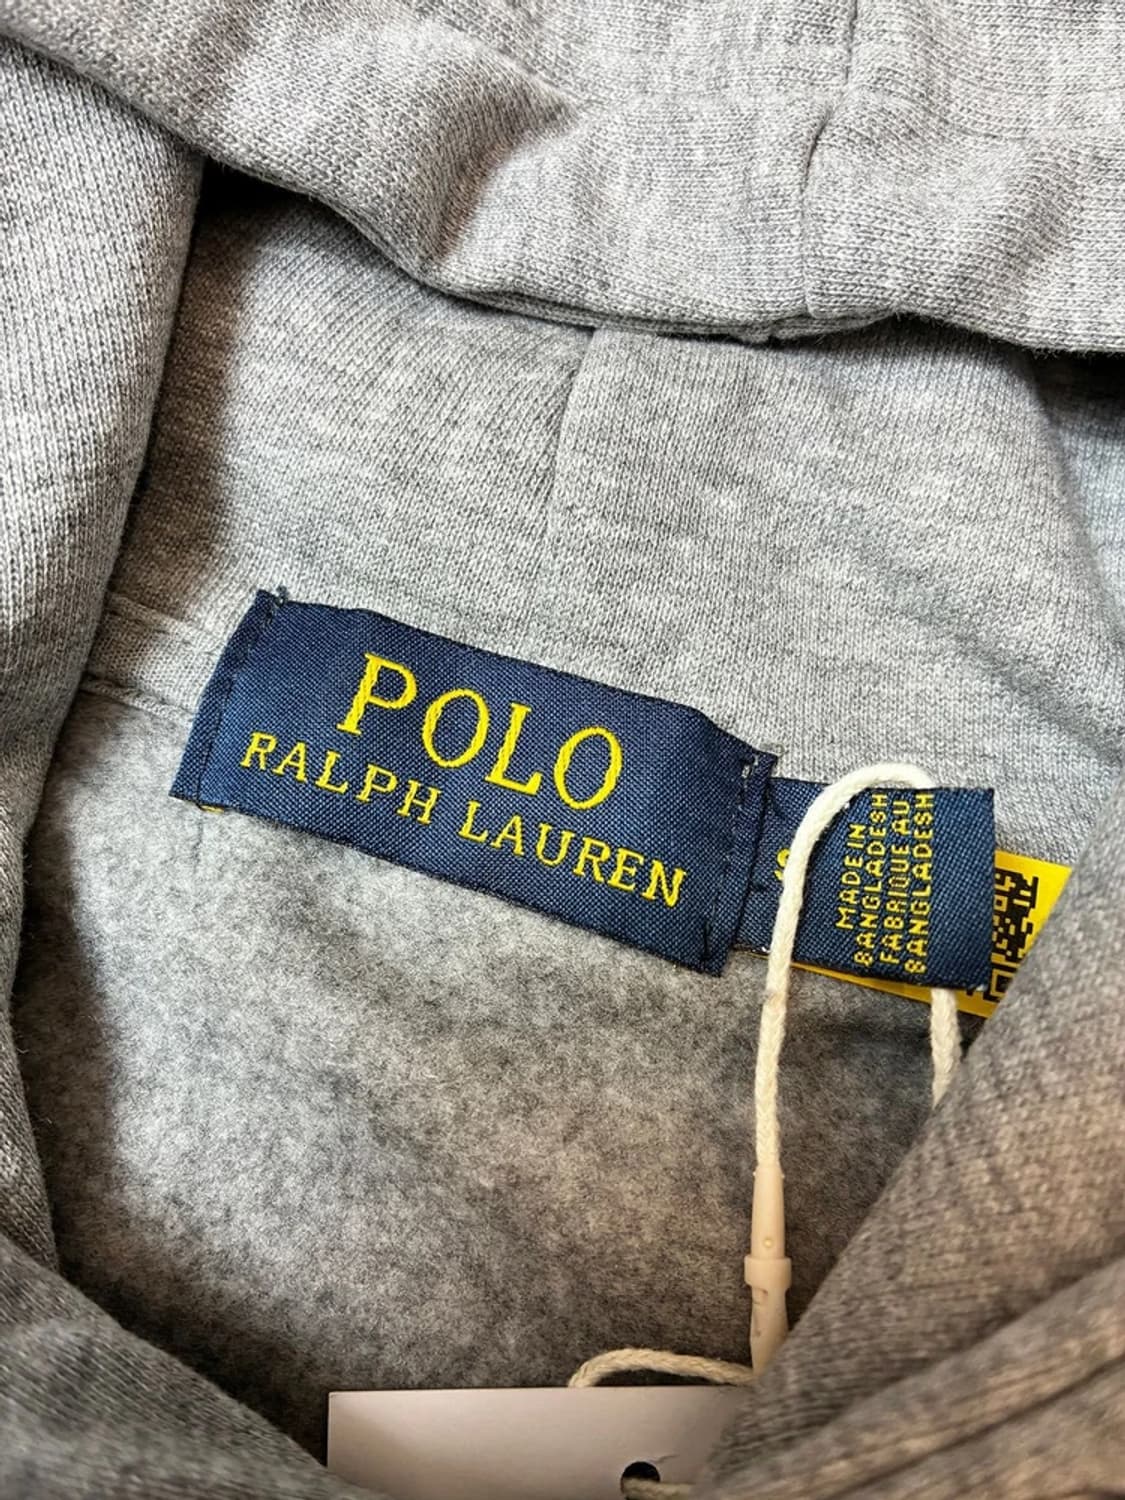 POLO
RALPH LAUREN
S
MADE IN
BANGLADESH
FABRIQUE AU
BANGLADESH